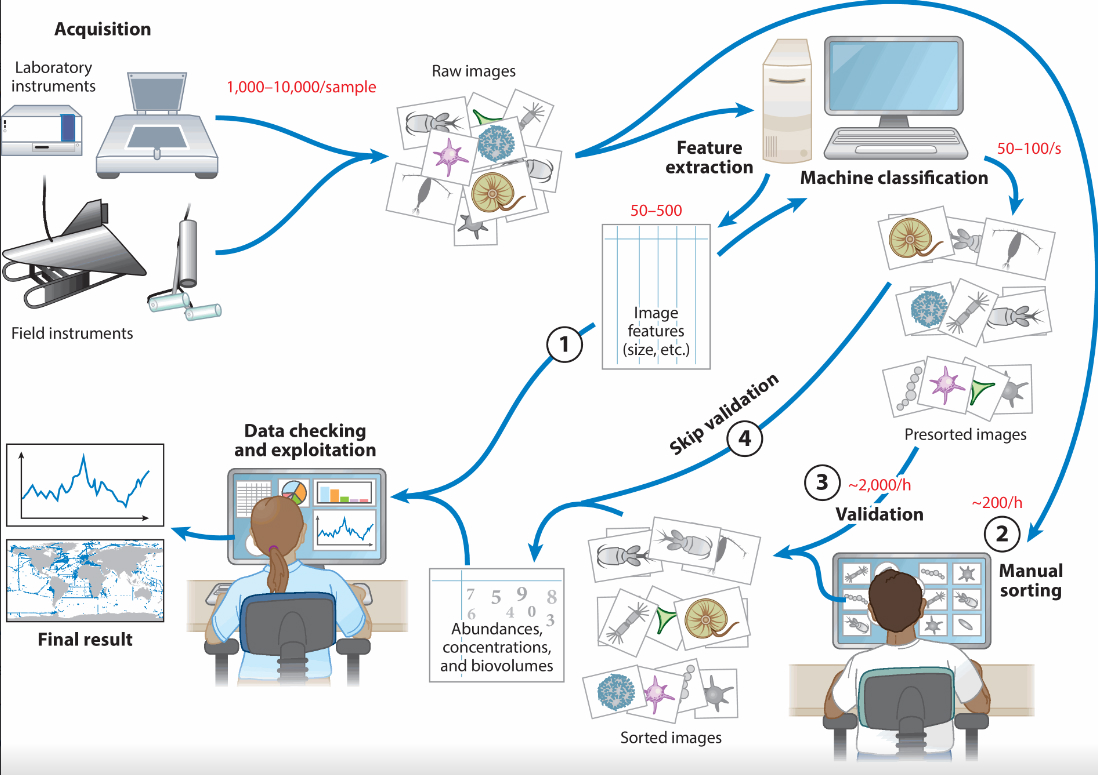 Acquisition
Laboratory
instruments
1,000–10,000/sample
Raw images
Field instruments
Feature
extraction
Machine classification
50–100/s
50–500
Image
features
(size, etc.)
1
Presorted images
Skip validation
4
3
~2,000/h
Validation
~200/h
2
Manual
sorting
Data checking
and exploitation
Final result
7 5 9 8
6 4 0 3
Abundances,
concentrations,
and biovolumes
Sorted images